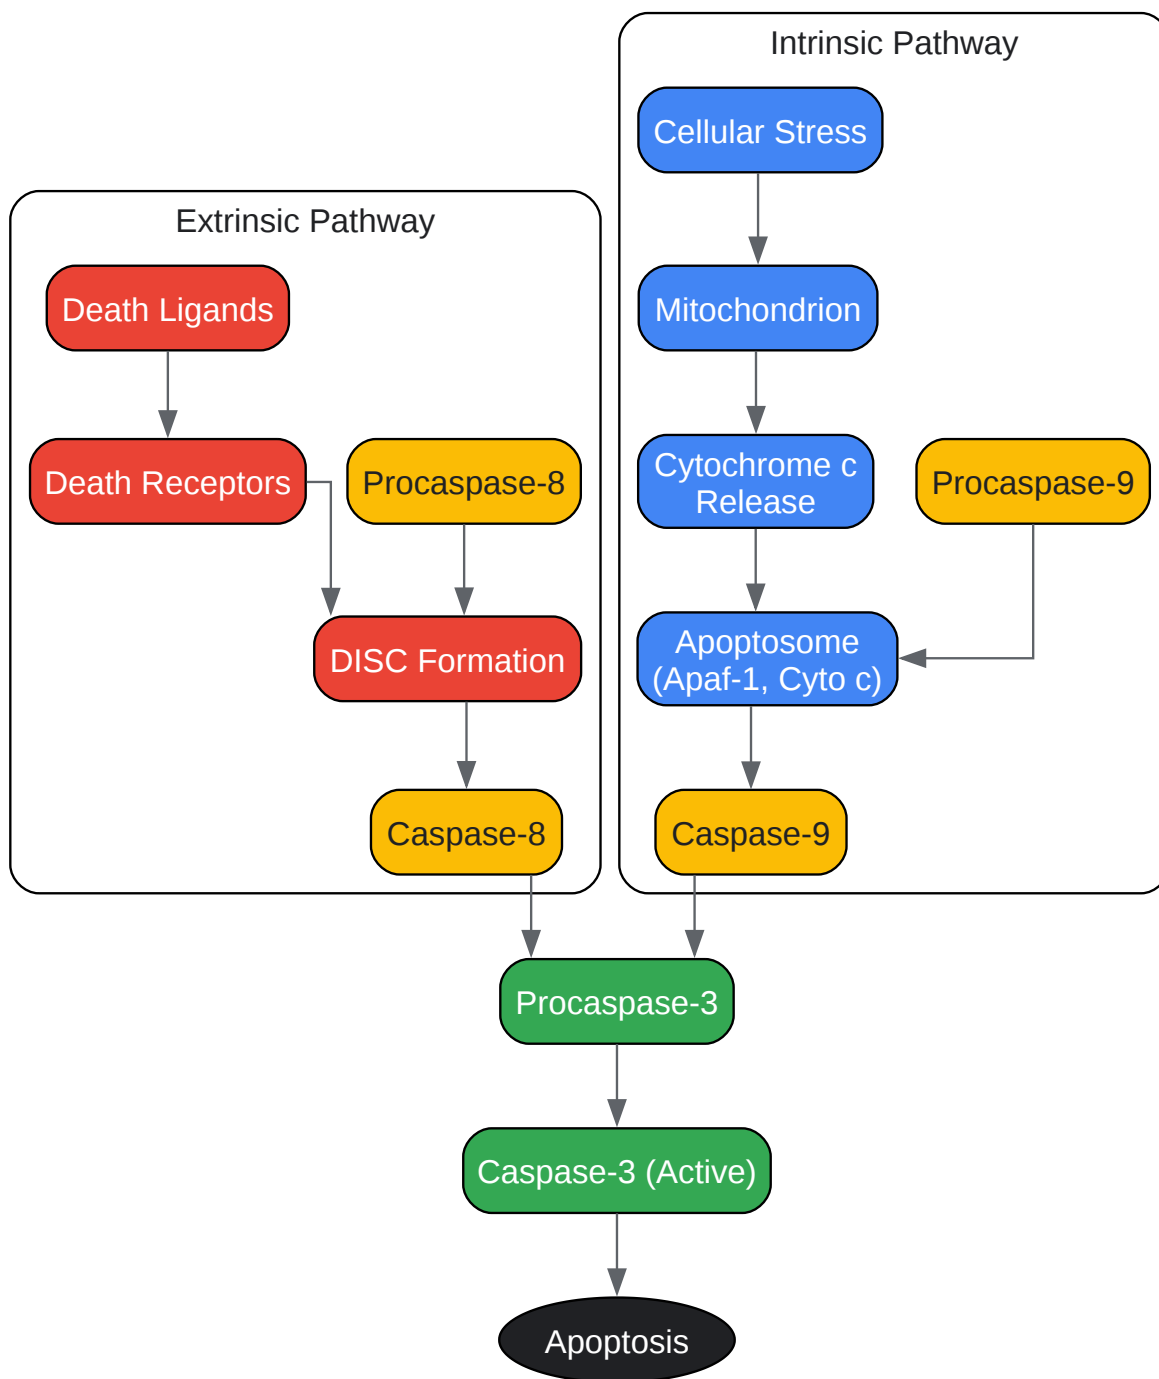 Intrinsic Pathway
Cellular Stress
Extrinsic Pathway
Death Ligands
Mitochondrion
Death Receptors
Procaspase-8
Cytochrome c
Release
Procaspase-9
DISC Formation
Apoptosome
(Apaf-1, Cyto c)
Caspase-8
Caspase-9
Procaspase-3
Caspase-3 (Active)
Apoptosis